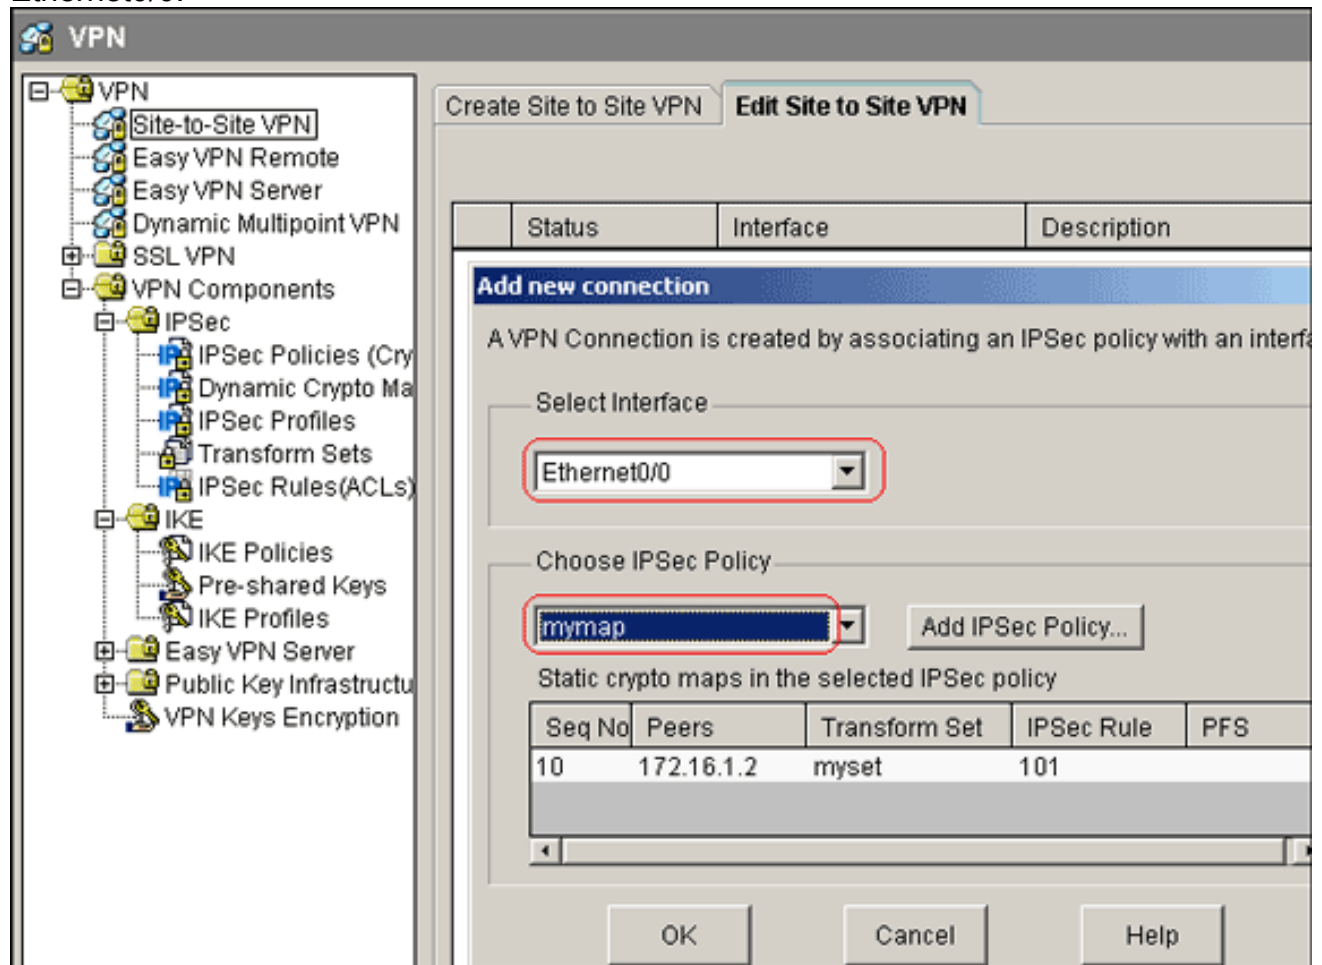 VPN
VPN
Site-to-Site VPN
Easy VPN Remote
Easy VPN Server
Dynamic Multipoint VPN
SSL VPN
VPN Components
IPSec
IPSec Policies (Cry
Dynamic Crypto Ma
IPSec Profiles
Transform Sets
IPSec Rules(ACLs)
IKE
IKE Policies
Pre-shared Keys
IKE Profiles
Easy VPN Server
Public Key Infrastructu
VPN Keys Encryption
Create Site to Site VPN Edit Site to Site VPN
Status Interface Description
Add new connection
A VPN Connection is created by associating an IPSec policy with an interfa
Select Interface
Ethernet0/0
Choose IPSec Policy
mymap Add IPSec Policy...
Static crypto maps in the selected IPSec policy
Seq No Peers Transform Set IPSec Rule PFS
10 172.16.1.2 myset 101
OK Cancel Help